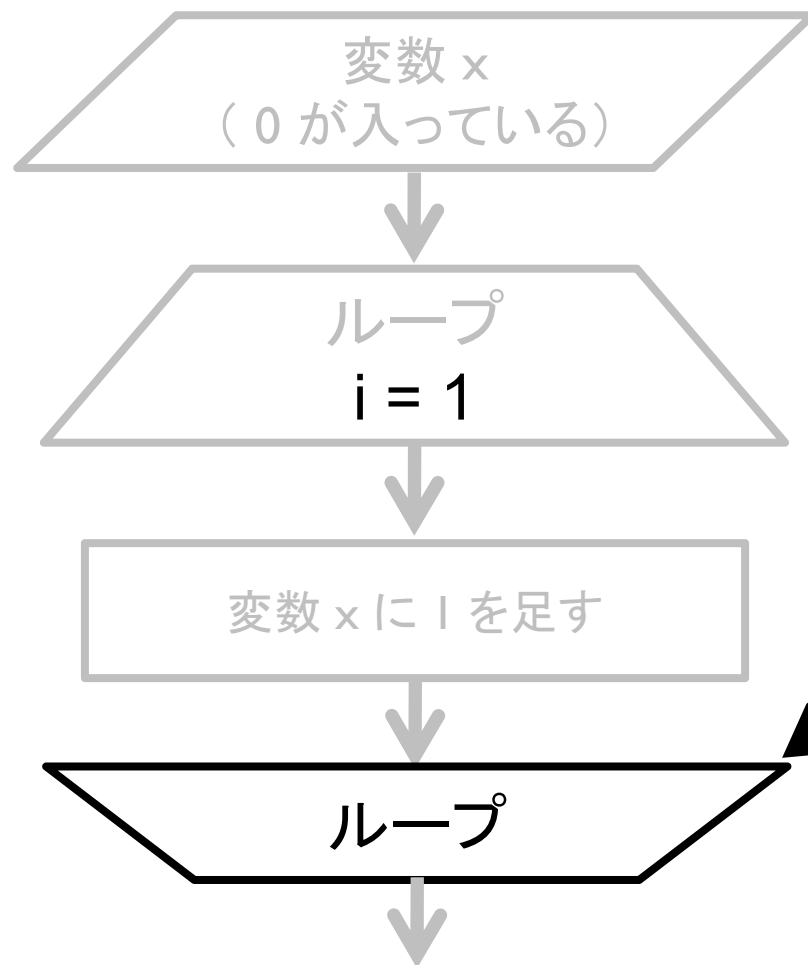 変数 x
( 0 が入っている)
ループ
i = 1
変数 x に 1 を足す
ループ